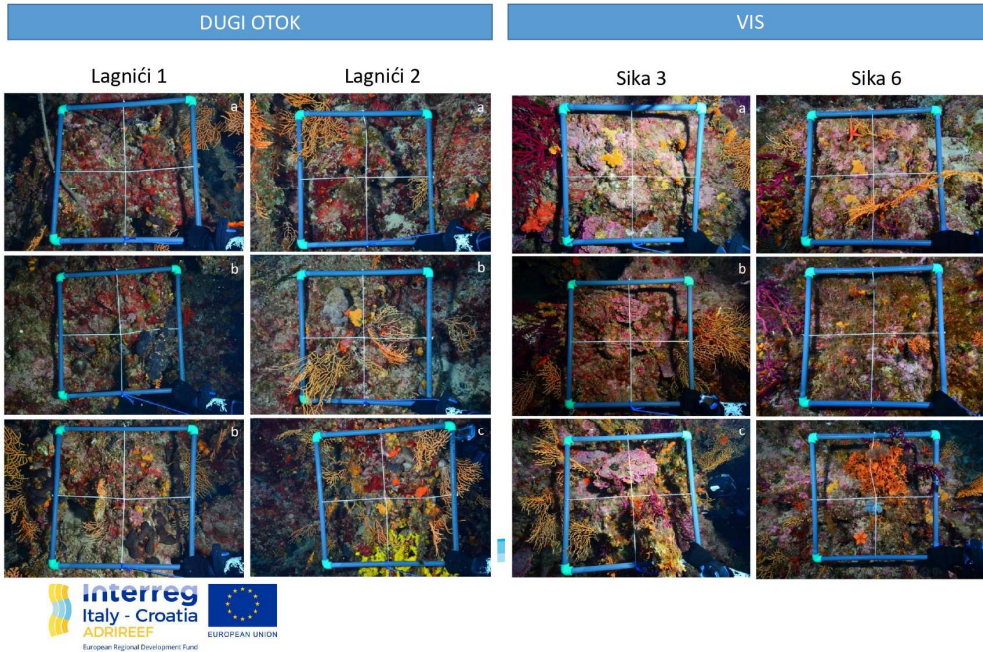 DUGI OTOK
VIS
Lagnići 1
Lagnići 2
Sika 3
Sika 6
a
a
a
b
b
b
b
c
c
Interreg
Italy - Croatia
ADRIREEF
EUROPEAN UNION
European Regional Development Fund